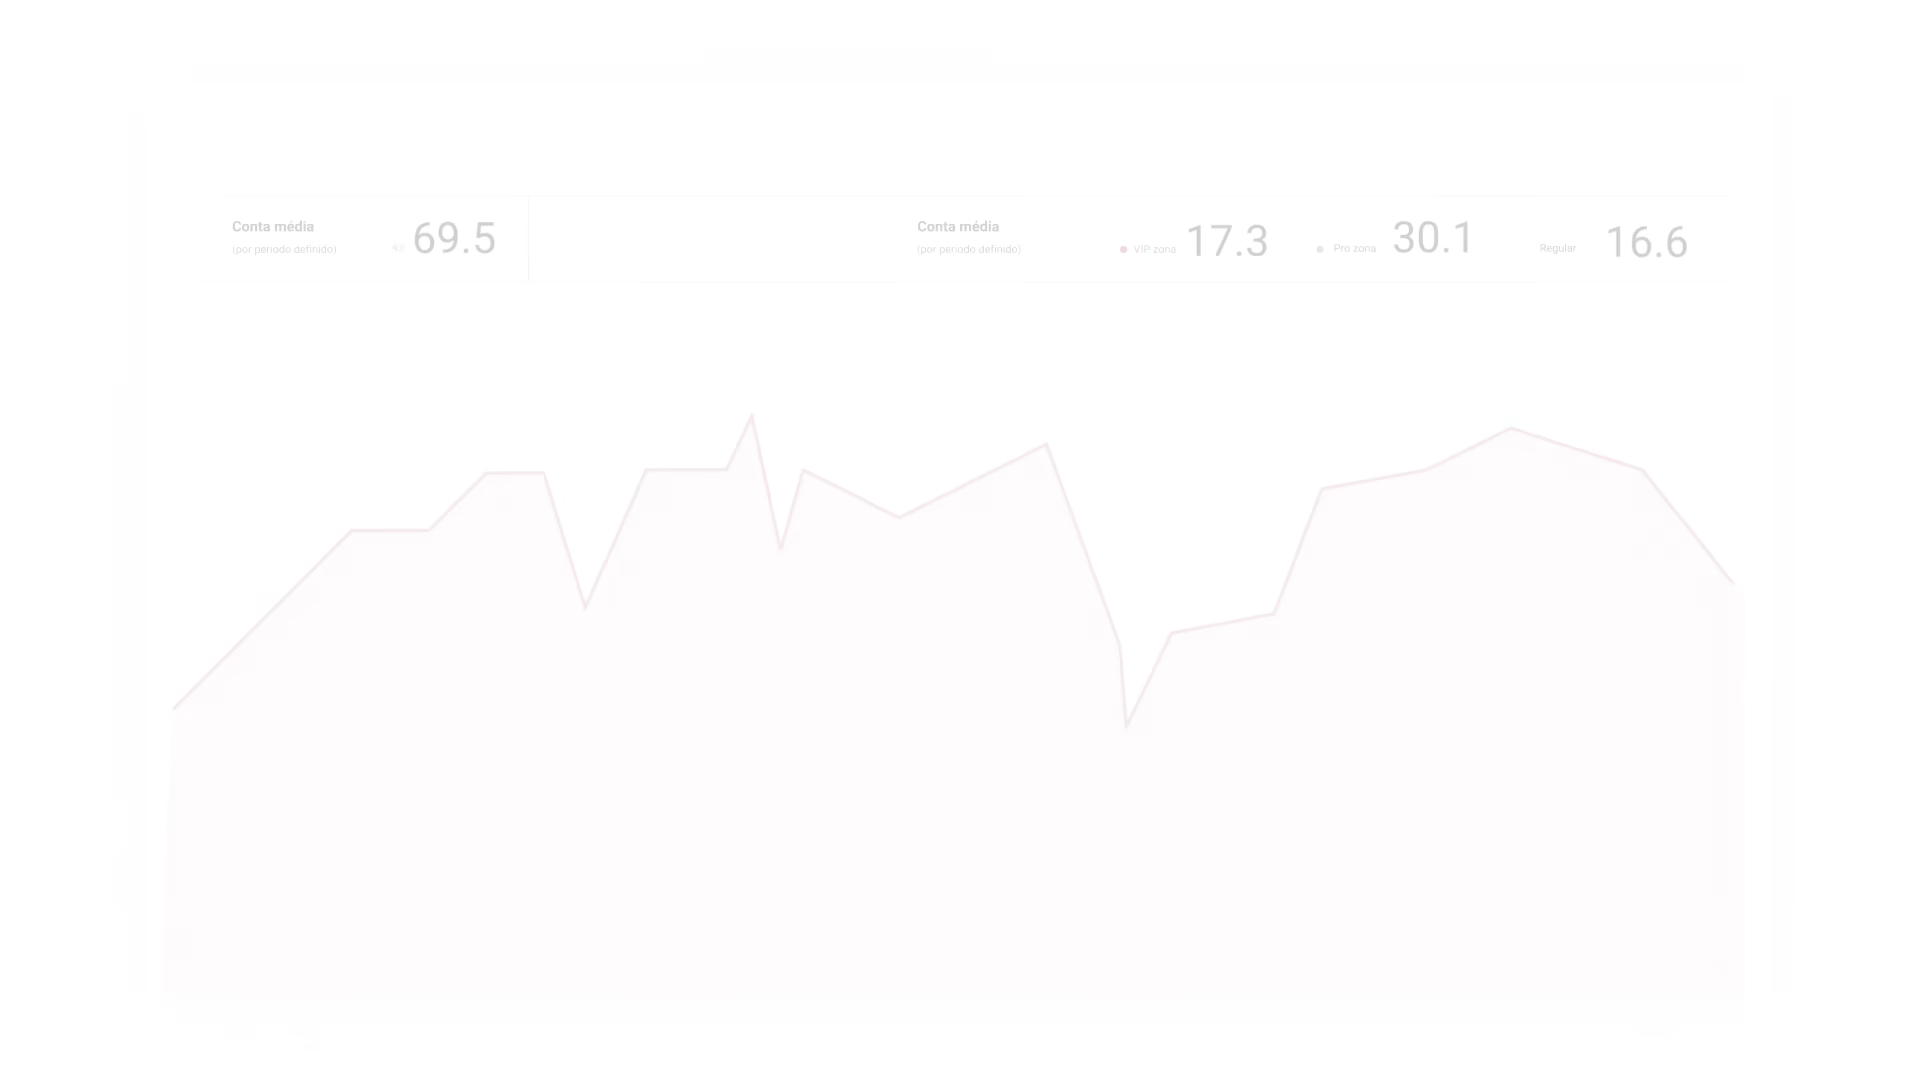 Conta média
(por período definido)
69.5
Conta média
(por período definido)
VIP zona
17.3
Pro zona
30.1
Regular
16.6